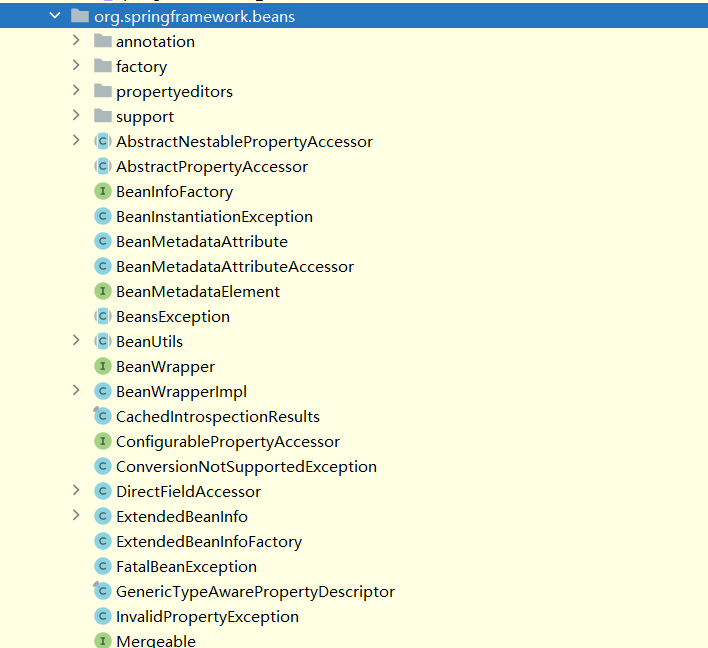 org.springframework.beans
annotation
factory
propertyeditors
support
AbstractNestablePropertyAccessor
AbstractPropertyAccessor
BeanInfoFactory
BeanInstantiationException
BeanMetadataAttribute
BeanMetadataAttributeAccessor
BeanMetadataElement
BeansException
BeanUtils
BeanWrapper
BeanWrapperImpl
CachedIntrospectionResults
ConfigurablePropertyAccessor
ConversionNotSupportedException
DirectFieldAccessor
ExtendedBeanInfo
ExtendedBeanInfoFactory
FatalBeanException
GenericTypeAwarePropertyDescriptor
InvalidPropertyException
Mergeable